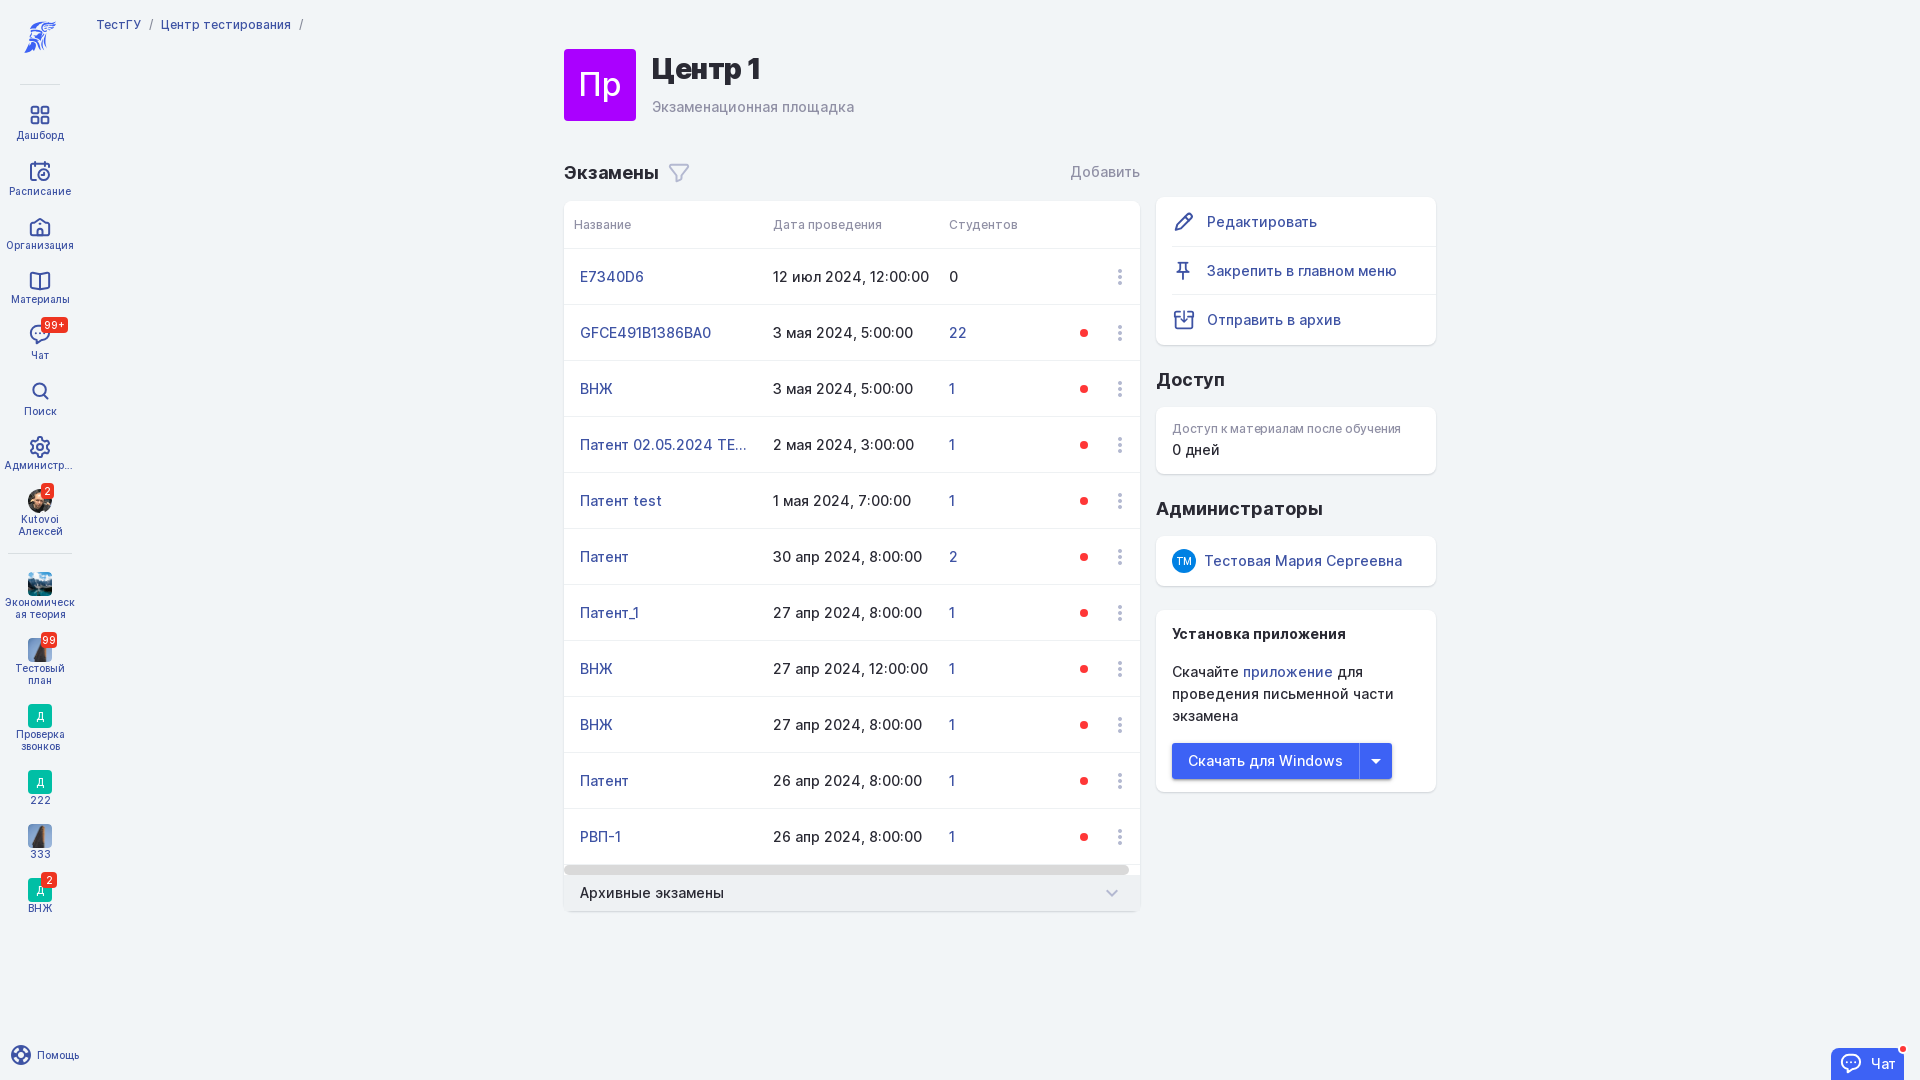 ТестГУ / Центр тестирования /
Пр
Центр 1
Экзаменационная площадка
Дашборд
Расписание
Организация
Материалы
99+
Чат
Поиск
Администр...
2
Kutovoi
Алексей
Экономическ
ая теория
99
Тестовый
план
Д
Проверка
звонков
Д
222
333
2
Д
ВНЖ
Помощь
Экзамены
Добавить
Название Дата проведения Студентов
E7340D6 12 июл 2024, 12:00:00 0
GFCE491B1386BA0 3 мая 2024, 5:00:00 22
ВНЖ 3 мая 2024, 5:00:00 1
Патент 02.05.2024 ТЕ... 2 мая 2024, 3:00:00 1
Патент test 1 мая 2024, 7:00:00 1
Патент 30 апр 2024, 8:00:00 2
Патент_1 27 апр 2024, 8:00:00 1
ВНЖ 27 апр 2024, 12:00:00 1
ВНЖ 27 апр 2024, 8:00:00 1
Патент 26 апр 2024, 8:00:00 1
РВП-1 26 апр 2024, 8:00:00 1
Архивные экзамены
Редактировать
Закрепить в главном меню
Отправить в архив
Доступ
Доступ к материалам после обучения
0 дней
Администраторы
ТМ Тестовая Мария Сергеевна
Установка приложения
Скачайте приложение для
проведения письменной части
экзамена
Скачать для Windows
Чат